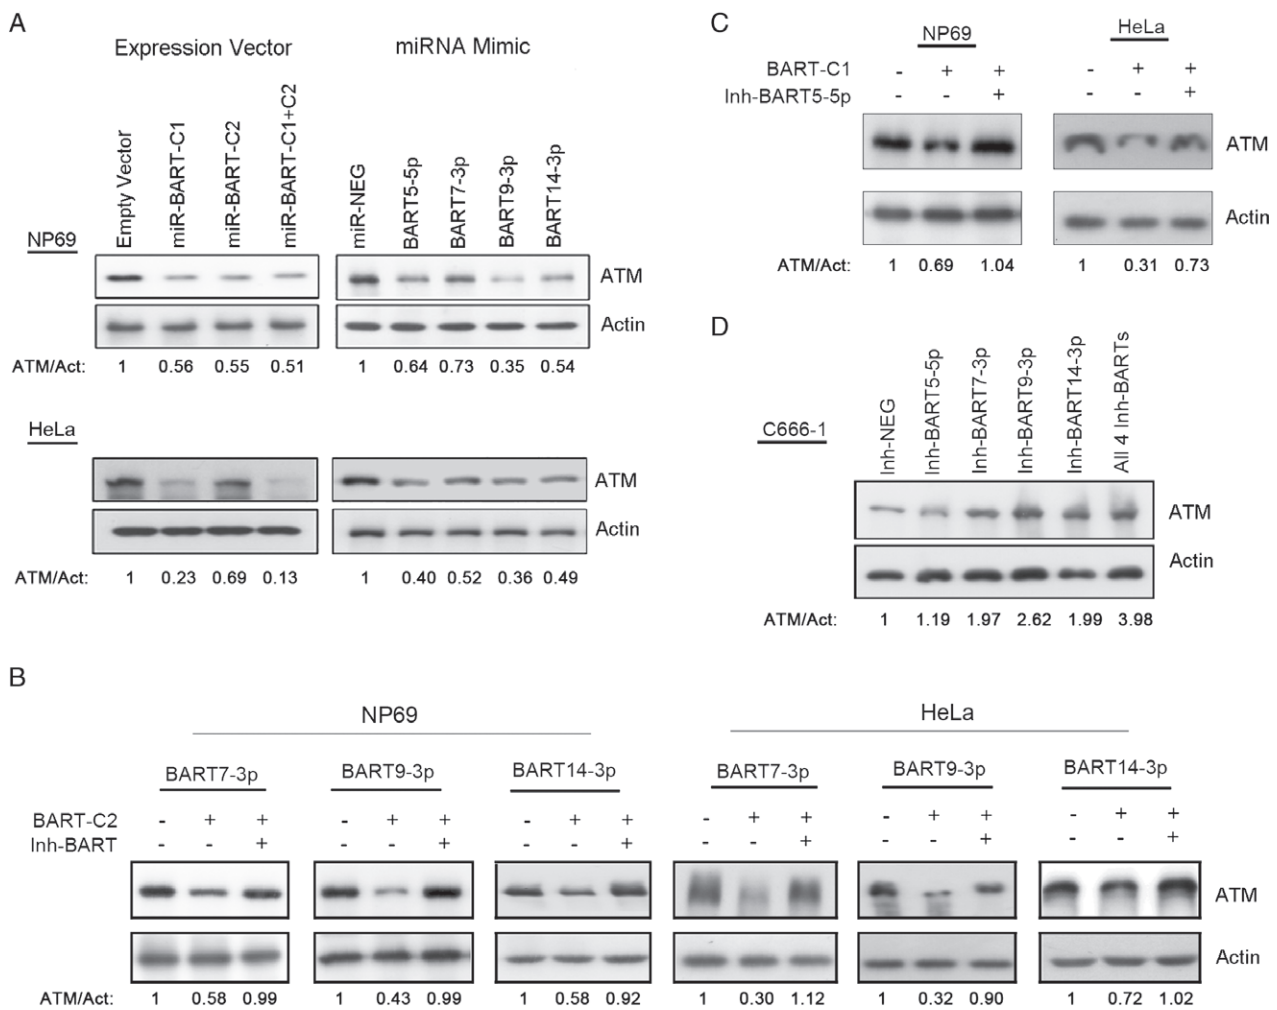 A
Expression Vector
miRNA Mimic
Empty Vector
miR-BART-C1
miR-BART-C2
miR-BART-C1+C2
miR-NEG
BART5-5p
BART7-3p
BART9-3p
BART14-3p
NP69
ATM
Actin
ATM/Act: 1 0.56 0.55 0.51 1 0.64 0.73 0.35 0.54
HeLa
ATM
Actin
ATM/Act: 1 0.23 0.69 0.13 1 0.40 0.52 0.36 0.49
C
NP69 HeLa
BART-C1 - + + - + +
Inh-BART5-5p - - + - - +
ATM
Actin
ATM/Act: 1 0.69 1.04 1 0.31 0.73
D
Inh-NEG
Inh-BART5-5p
Inh-BART7-3p
Inh-BART9-3p
Inh-BART14-3p
All 4 Inh-BARTs
C666-1
ATM
Actin
ATM/Act: 1 1.19 1.97 2.62 1.99 3.98
B
NP69 HeLa
BART7-3p BART9-3p BART14-3p BART7-3p BART9-3p BART14-3p
BART-C2 - + + - + + - + + - + + - + + - + +
Inh-BART - - + - - + - - + - - + - - + - - +
ATM
Actin
ATM/Act: 1 0.58 0.99 1 0.43 0.99 1 0.58 0.92 1 0.30 1.12 1 0.32 0.90 1 0.72 1.02